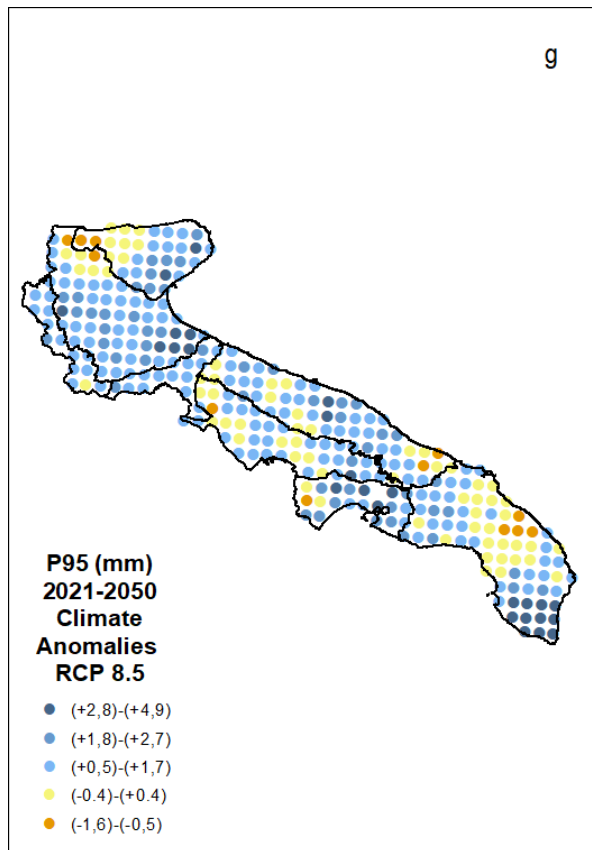 g
P95 (mm)
2021-2050
Climate
Anomalies
RCP 8.5
(+2,8)-(+4,9)
(+1,8)-(+2,7)
(+0,5)-(+1,7)
(-0.4)-(+0.4)
(-1,6)-(-0,5)